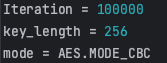 Iteration = 100000
key_length = 256
mode = AES.MODE_CBC